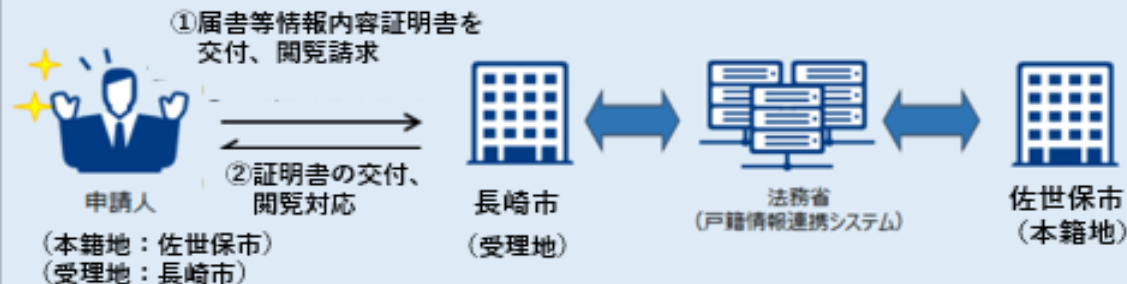 ①届書等情報内容証明書を
交付、閲覧請求
②証明書の交付、
閲覧対応
申請人
（本籍地：佐世保市）
（受理地：長崎市）
長崎市
（受理地）
法務省
（戸籍情報連携システム）
佐世保市
（本籍地）